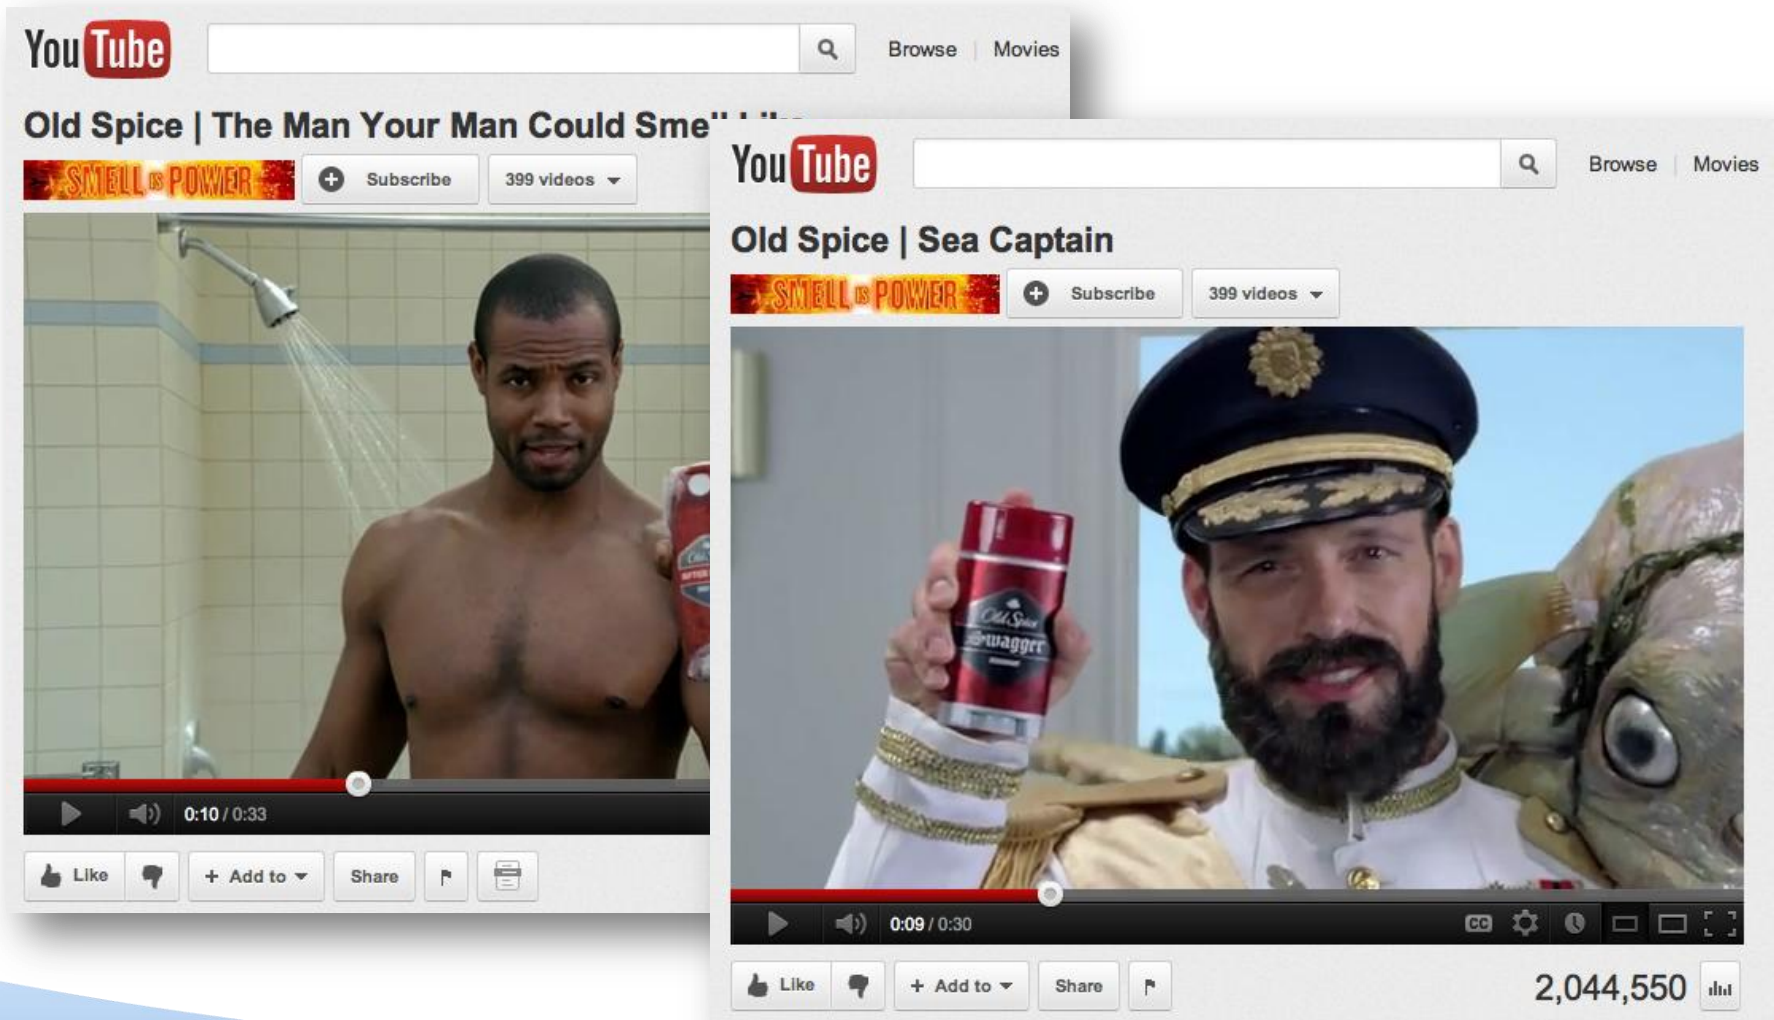 YouTube
Browse | Movies
Old Spice | The Man Your Man Could Smell
SMELL IS POWER
Subscribe
399 videos
0:10 / 0:33
Like
+ Add to
Share
YouTube
Browse | Movies
Old Spice | Sea Captain
SMELL IS POWER
Subscribe
399 videos
Old Spice
Swagger
CC
0:09 / 0:30
Like
+ Add to
Share
2,044,550